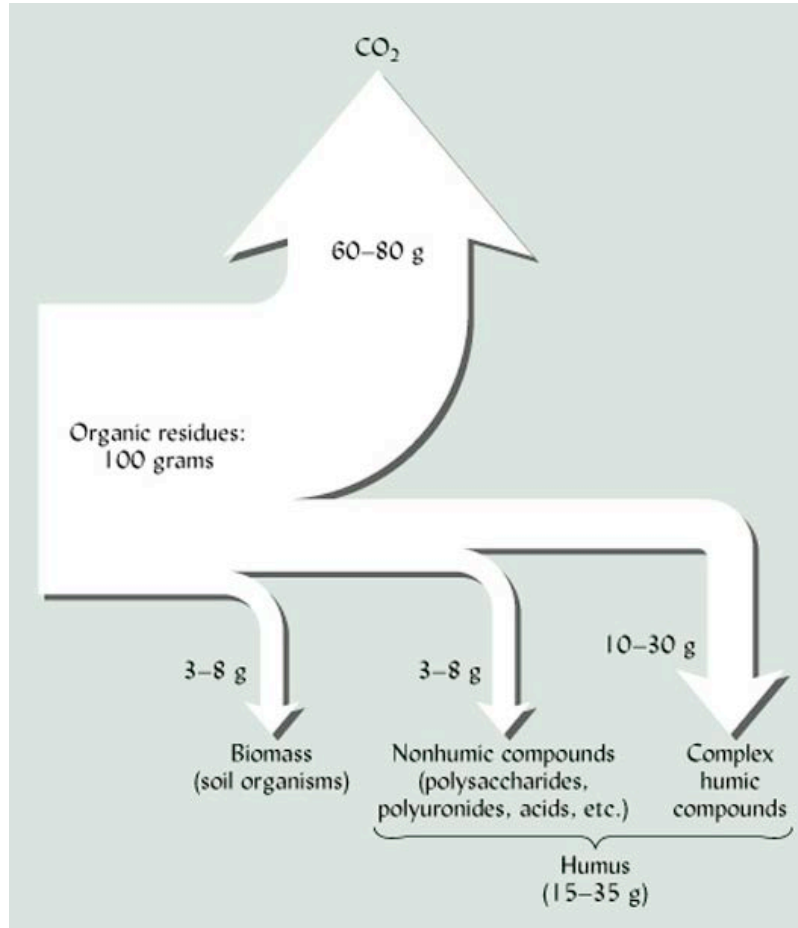 CO₂
60–80 g
Organic residues:
100 grams
3–8 g
3–8 g
10–30 g
Biomass
(soil organisms)
Nonhumic compounds
(polysaccharides,
polyuronides, acids, etc.)
Complex
humic
compounds
Humus
(15–35 g)